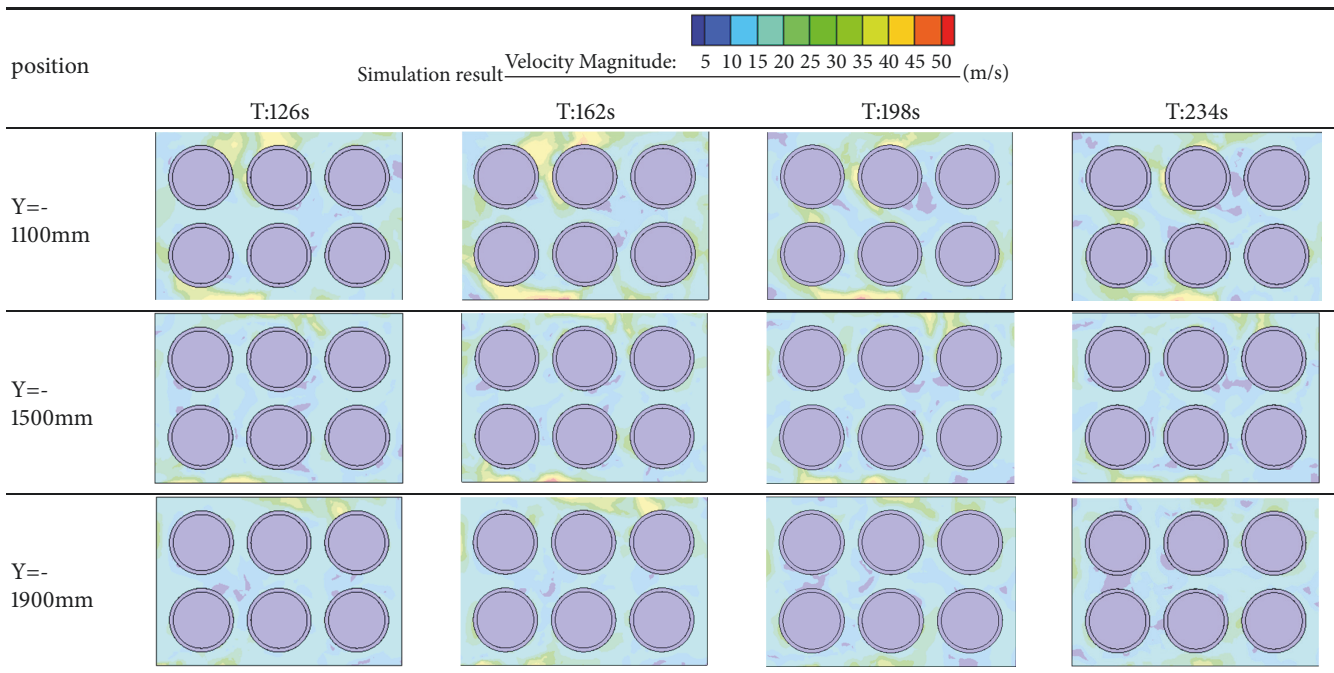 position
Simulation result Velocity Magnitude: 5 10 15 20 25 30 35 40 45 50 (m/s)
T:126s T:162s T:198s T:234s
Y=-
1100mm
Y=-
1500mm
Y=-
1900mm